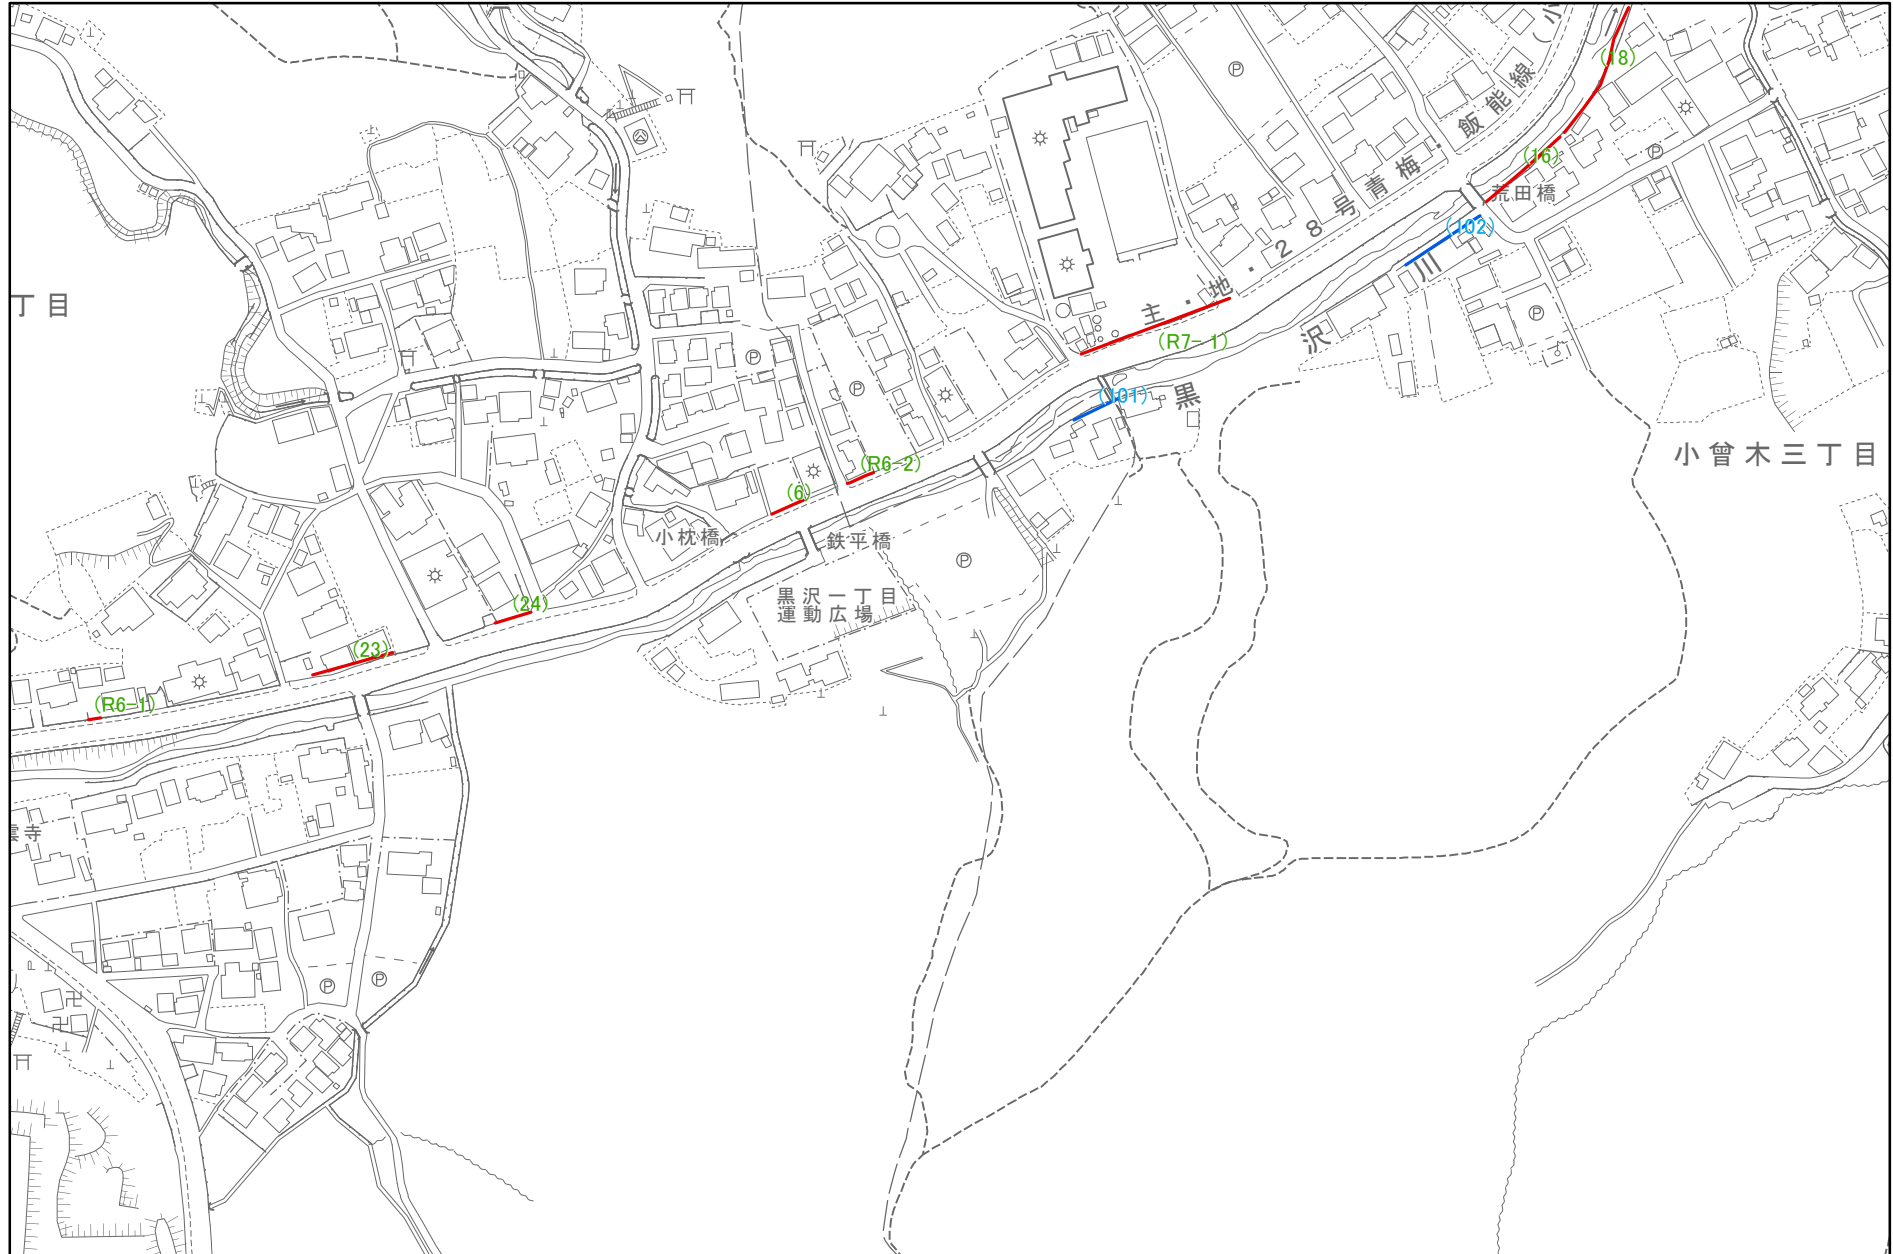 (18)
小
(16)
荒田橋
(102)
主・地・28号青梅・飯能線
丁目
(R7-1)
黒沢川
(101)
小曾木三丁目
(R6-2)
(6)
小枕橋
鉄平橋
黒沢一丁目
運動広場
(24)
(23)
(R6-1)
雲寺